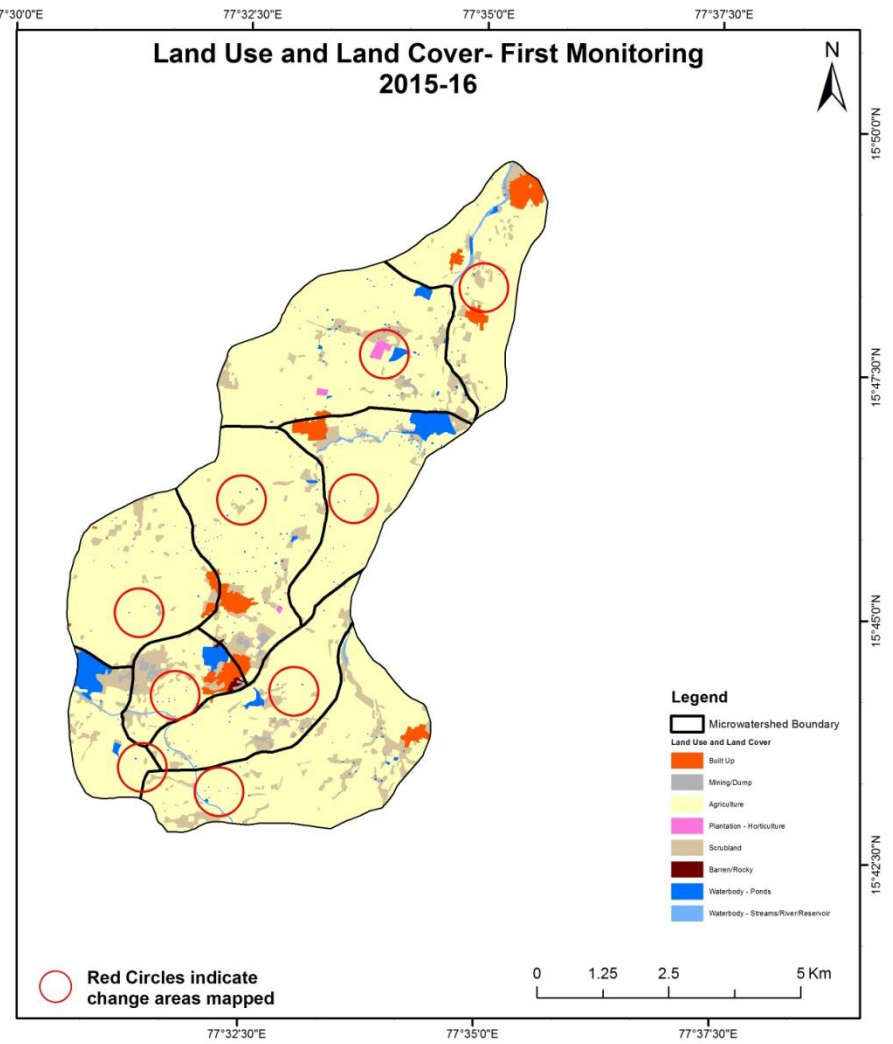 77°30'0"E 77°32'30"E 77°35'0"E 77°37'30"E
Land Use and Land Cover- First Monitoring
2015-16
N
15°50'0"N
15°47'30"N
15°45'0"N
15°42'30"N
Legend
Microwatershed Boundary
Land Use and Land Cover
Built Up
Mining/Dump
Agriculture
Plantation - Horticulture
Scrubland
Barren/Rocky
Waterbody - Ponds
Waterbody - Streams/River/Reservoir
Red Circles indicate
change areas mapped
0 1.25 2.5 5 Km
77°32'30"E 77°35'0"E 77°37'30"E